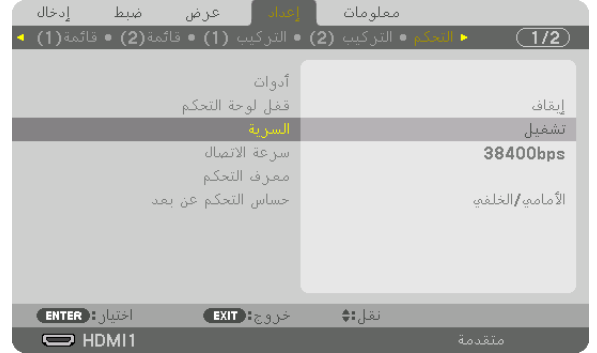 إدخال ضبط عرض إعداد معلومات
◄ قائمة(1) • قائمة(2) • التركيب (1) • التركيب (2) • التحكم ► 1/2
أدوات
قفل لوحة التحكم إيقاف
السرية تشغيل
سرعة الاتصال 38400bps
معرف التحكم
حساس التحكم عن بعد الأمامي/الخلفي
ENTER :اختيار EXIT :خروج نقل:
HDMI1 متقدمة